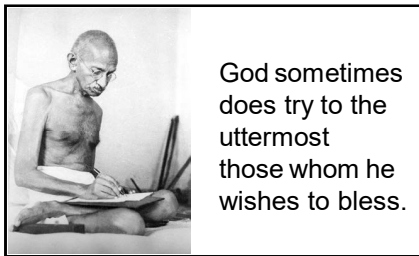 God sometimes
does try to the
uttermost
those whom he
wishes to bless.